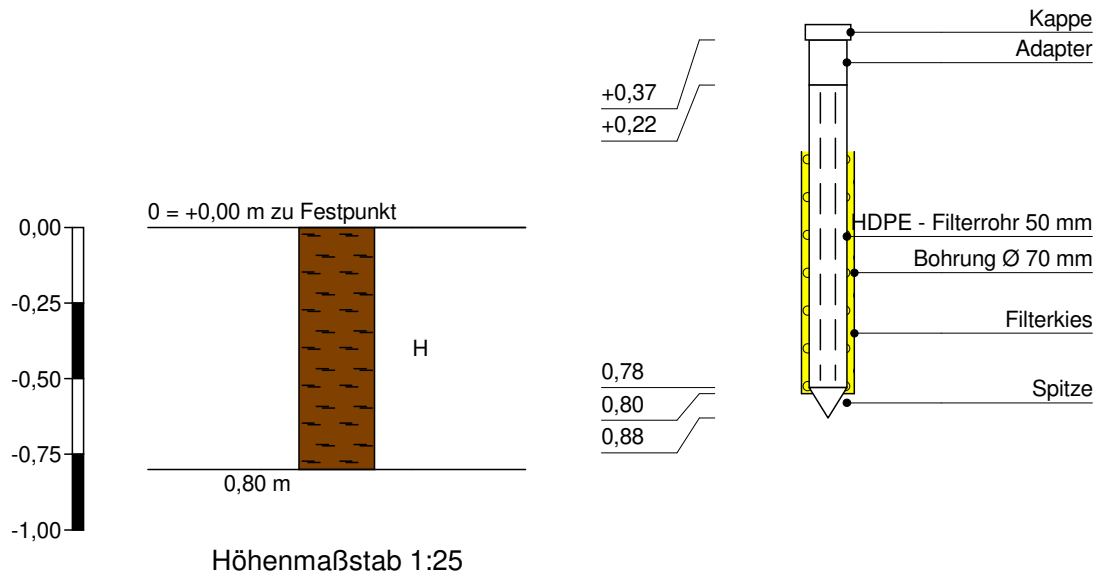 Kappe
Adapter
+0,37
+0,22
0 = +0,00 m zu Festpunkt
0,00
-0,25
-0,50
-0,75
-1,00
H
0,80 m
Höhenmaßstab 1:25
HDPE - Filterrohr 50 mm
Bohrung Ø 70 mm
Filterkies
0,78
0,80
0,88
Spitze